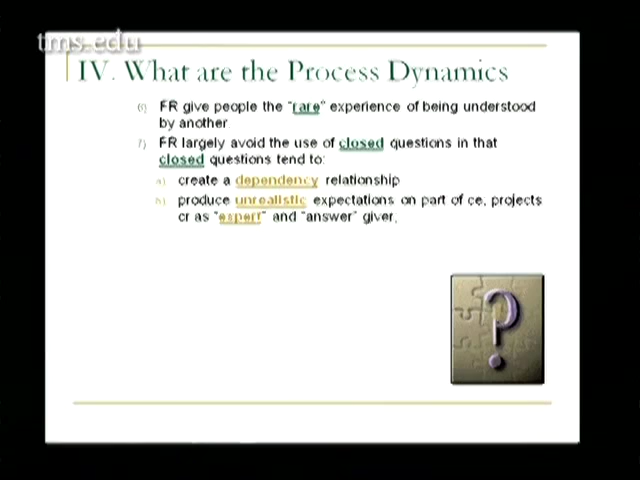 tms.edu
IV. What are the Process Dynamics
6) FR give people the "rare" experience of being understood
by another.
7) FR largely avoid the use of closed questions in that
closed questions tend to:
a) create a dependency relationship
b) produce unrealistic expectations on part of ce, projects
cr as "expert" and "answer" giver,
?